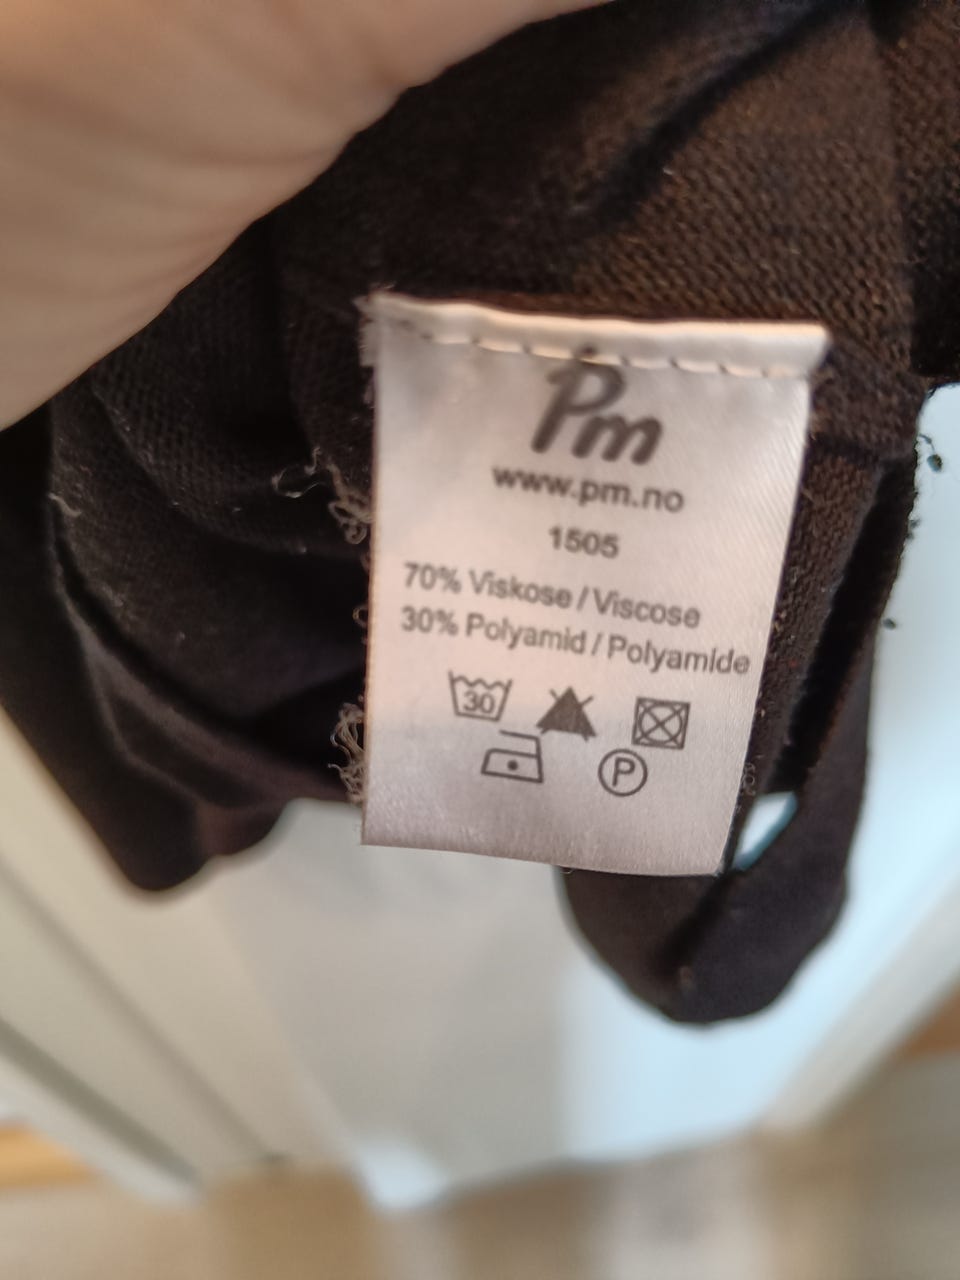 Pm
www.pm.no
1505
70% Viskose / Viscose
30% Polyamid / Polyamide
30
P